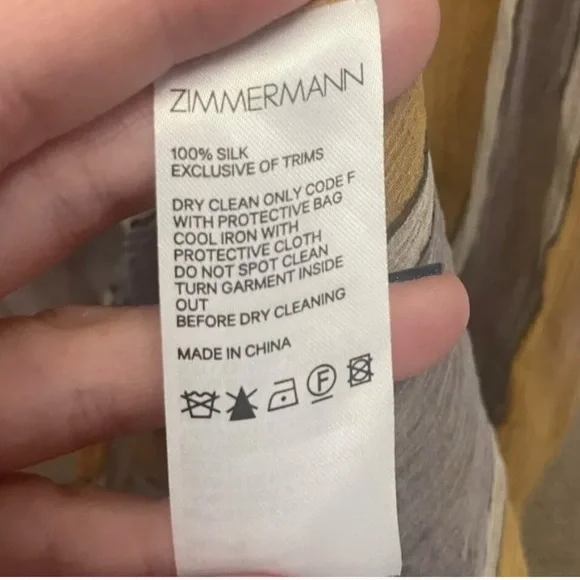 ZIMMERMANN
100% SILK
EXCLUSIVE OF TRIMS
DRY CLEAN ONLY CODE F
WITH PROTECTIVE BAG
COOL IRON WITH
PROTECTIVE CLOTH
DO NOT SPOT CLEAN
TURN GARMENT INSIDE
OUT
BEFORE DRY CLEANING
MADE IN CHINA
F